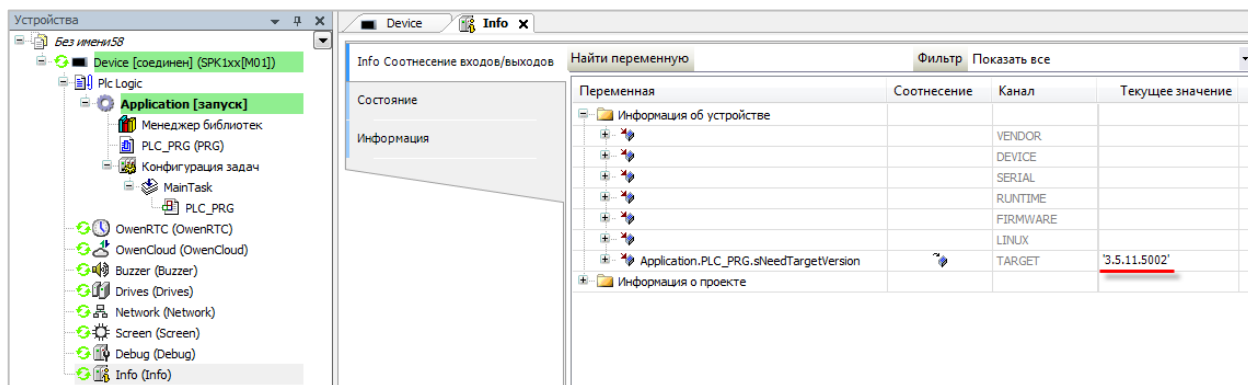 Устройства
Без имени58
Device [соединен] (SPK1xx[M01])
Plc Logic
Application [запуск]
Менеджер библиотек
PLC_PRG (PRG)
Конфигурация задач
MainTask
PLC_PRG
OwenRTC (OwenRTC)
OwenCloud (OwenCloud)
Buzzer (Buzzer)
Drives (Drives)
Network (Network)
Screen (Screen)
Debug (Debug)
Info (Info)
Device Info
Info Соотнесение входов/выходов
Состояние
Информация
Найти переменную Фильтр Показать все
Переменная Соотнесение Канал Текущее значение
Информация об устройстве
VENDOR
DEVICE
SERIAL
RUNTIME
FIRMWARE
LINUX
Application.PLC_PRG.sNeedTargetVersion TARGET '3.5.11.5002'
Информация о проекте